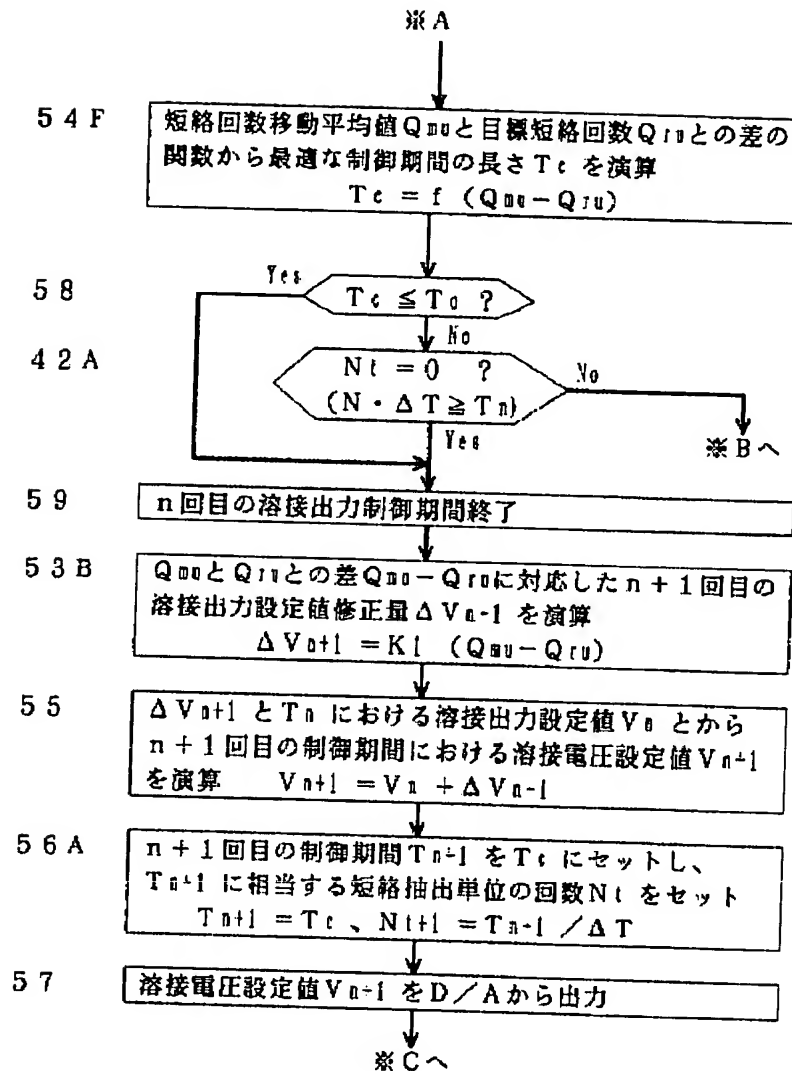 ※A
54F
短絡回数移動平均値Qmuと目標短絡回数Qruとの差の
関数から最適な制御期間の長さTcを演算
Tc＝f（Qmu－Qru）
58
Yes
Tc≦To？
No
42A
Nt＝0 ？
（N・ΔT≧Tn）
No
Yes
※Bへ
59
n回目の溶接出力制御期間終了
53B
QmuとQruとの差Qmu－Qruに対応したn＋1回目の
溶接出力設定値修正量ΔVn+1を演算
ΔVn+1＝K1（Qmu－Qru）
55
ΔVn+1とTnにおける溶接出力設定値Vnとから
n＋1回目の制御期間における溶接電圧設定値Vn+1
を演算 Vn+1＝Vn＋ΔVn+1
56A
n＋1回目の制御期間Tn+1をTcにセットし、
Tn+1に相当する短絡抽出単位の回数Ntをセット
Tn+1＝Tc、Nt+1＝Tn+1／ΔT
57
溶接電圧設定値Vn+1をD／Aから出力
※Cへ